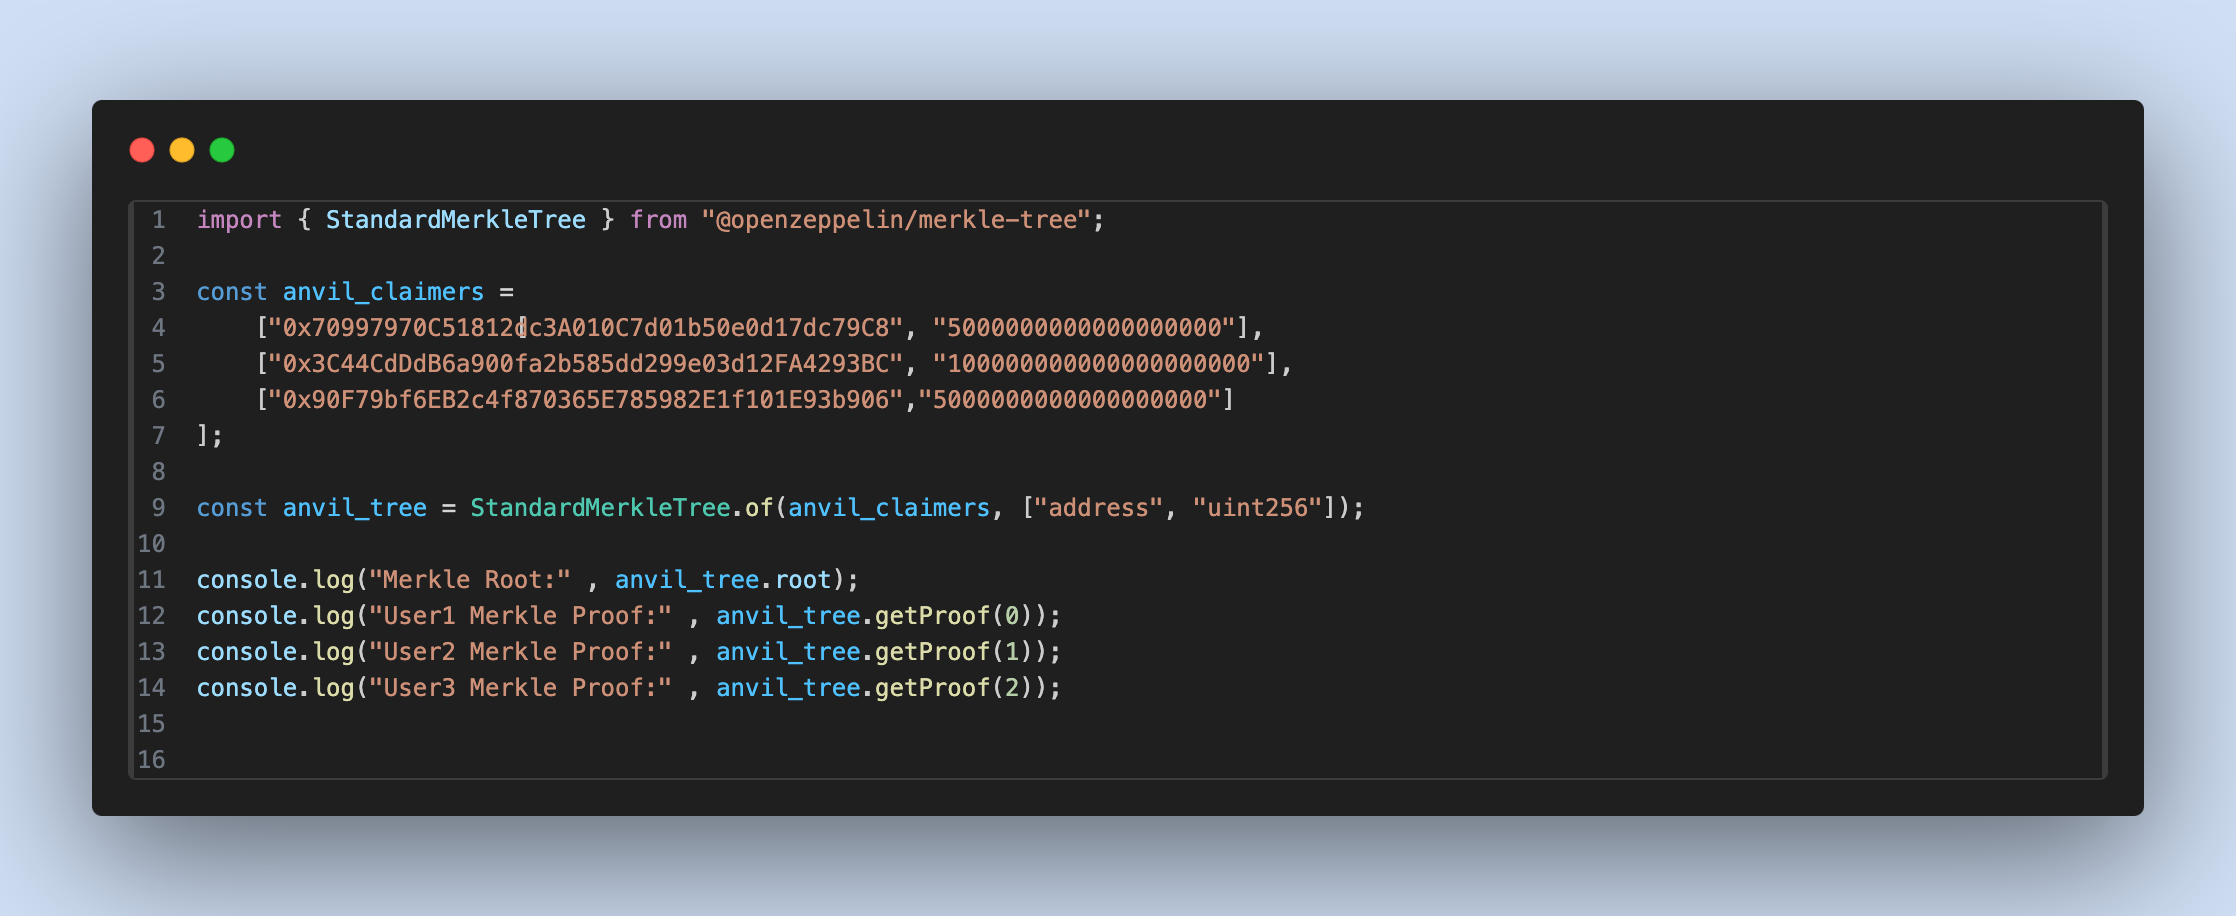 1 import { StandardMerkleTree } from "@openzeppelin/merkle-tree";
2
3 const anvil_claimers =
4 ["0x70997970C51812dc3A010C7d01b50e0d17dc79C8", "5000000000000000000"],
5 ["0x3C44CdDdB6a900fa2b585dd299e03d12FA4293BC", "100000000000000000000"],
6 ["0x90F79bf6EB2c4f870365E785982E1f101E93b906","5000000000000000000"]
7 ];
8
9 const anvil_tree = StandardMerkleTree.of(anvil_claimers, ["address", "uint256"]);
10
11 console.log("Merkle Root:" , anvil_tree.root);
12 console.log("User1 Merkle Proof:" , anvil_tree.getProof(0));
13 console.log("User2 Merkle Proof:" , anvil_tree.getProof(1));
14 console.log("User3 Merkle Proof:" , anvil_tree.getProof(2));
15
16